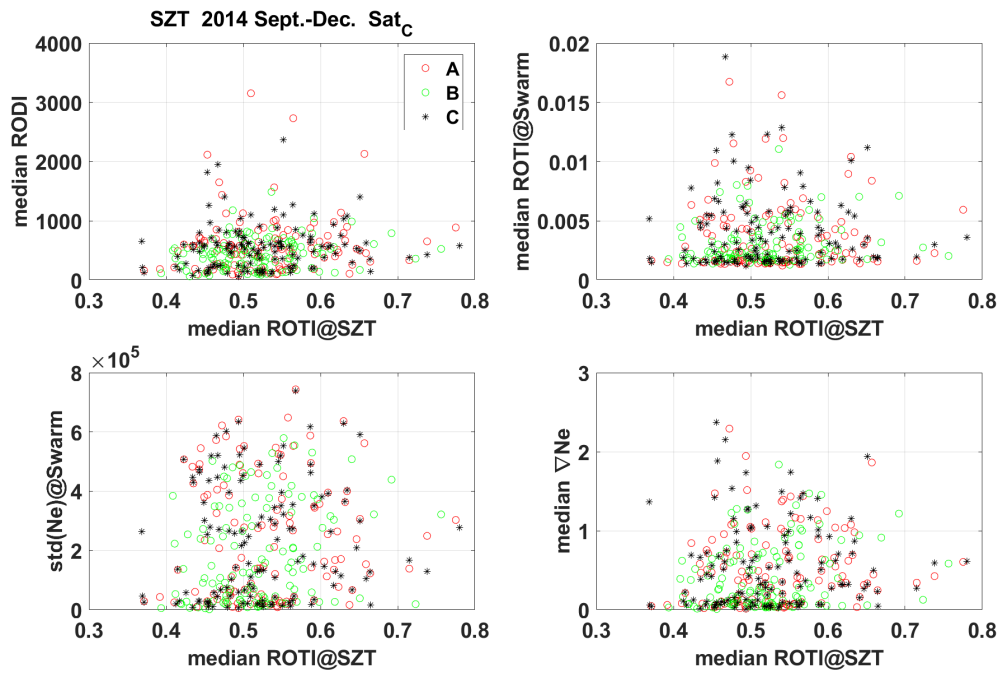 SZT 2014 Sept.-Dec. Sat_C
4000
3000
2000
1000
0
median RODI
A
B
C
0.3 0.4 0.5 0.6 0.7 0.8
median ROTI@SZT
0.02
0.015
0.01
0.005
0
median ROTI@Swarm
0.3 0.4 0.5 0.6 0.7 0.8
median ROTI@SZT
×10^5
8
6
4
2
0
std(Ne)@Swarm
0.3 0.4 0.5 0.6 0.7 0.8
median ROTI@SZT
3
2
1
0
median ∇Ne
0.3 0.4 0.5 0.6 0.7 0.8
median ROTI@SZT